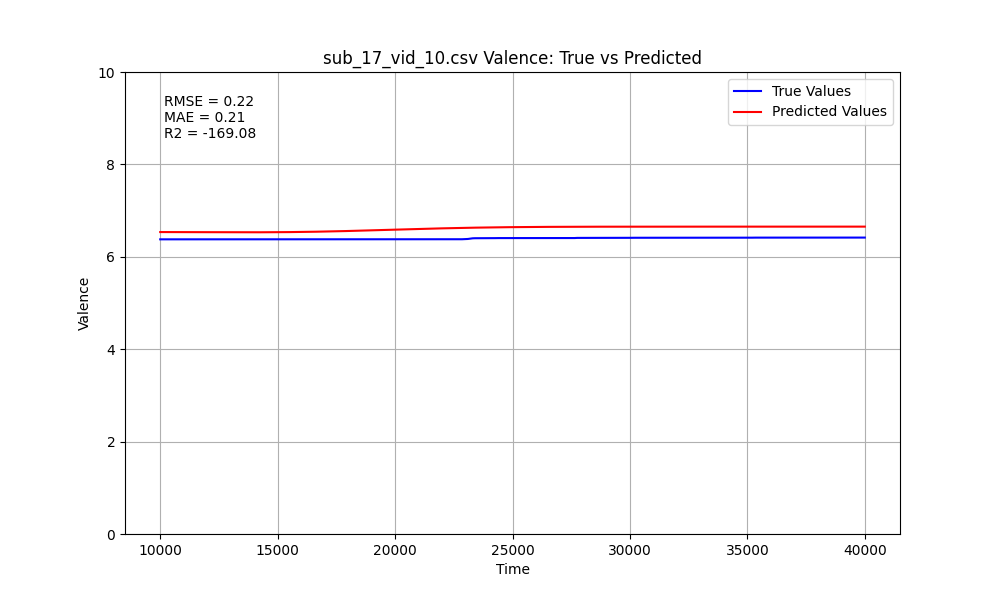 sub_17_vid_10.csv Valence: True vs Predicted
RMSE = 0.22
MAE = 0.21
R2 = -169.08
True Values
Predicted Values
Valence
10
8
6
4
2
0
10000 15000 20000 25000 30000 35000 40000
Time